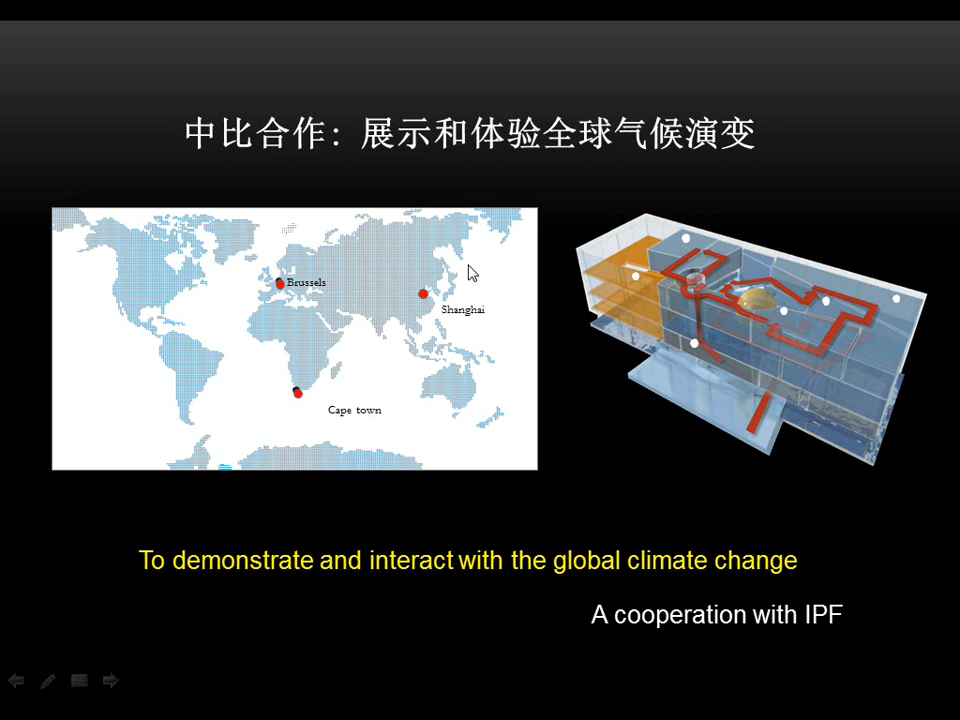 中比合作：展示和体验全球气候演变
Brussels
Shanghai
Cape town
To demonstrate and interact with the global climate change
A cooperation with IPF